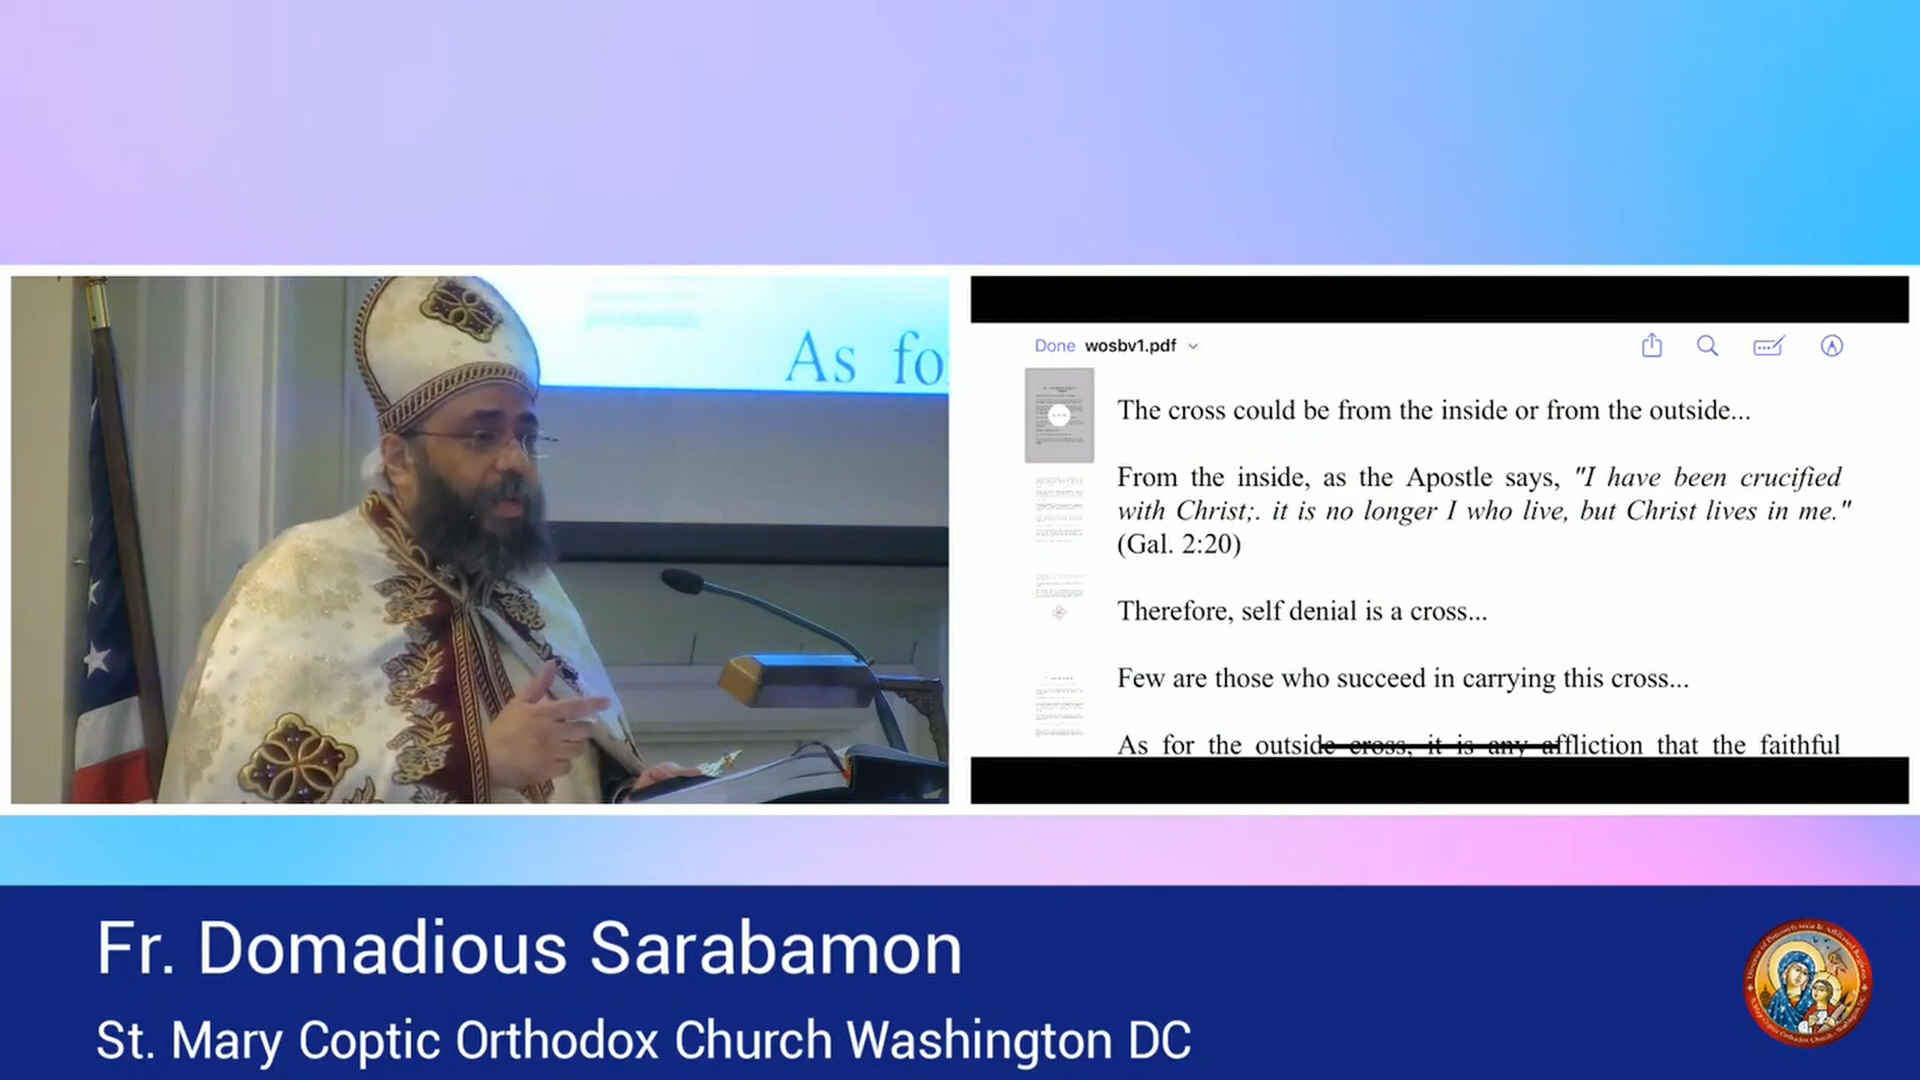 As fo
Done wosbv1.pdf
The cross could be from the inside or from the outside...
From the inside, as the Apostle says, "I have been crucified
with Christ;. it is no longer I who live, but Christ lives in me."
(Gal. 2:20)
Therefore, self denial is a cross...
Few are those who succeed in carrying this cross...
As for the outside cross, it is any affliction that the faithful
Fr. Domadious Sarabamon
St. Mary Coptic Orthodox Church Washington DC